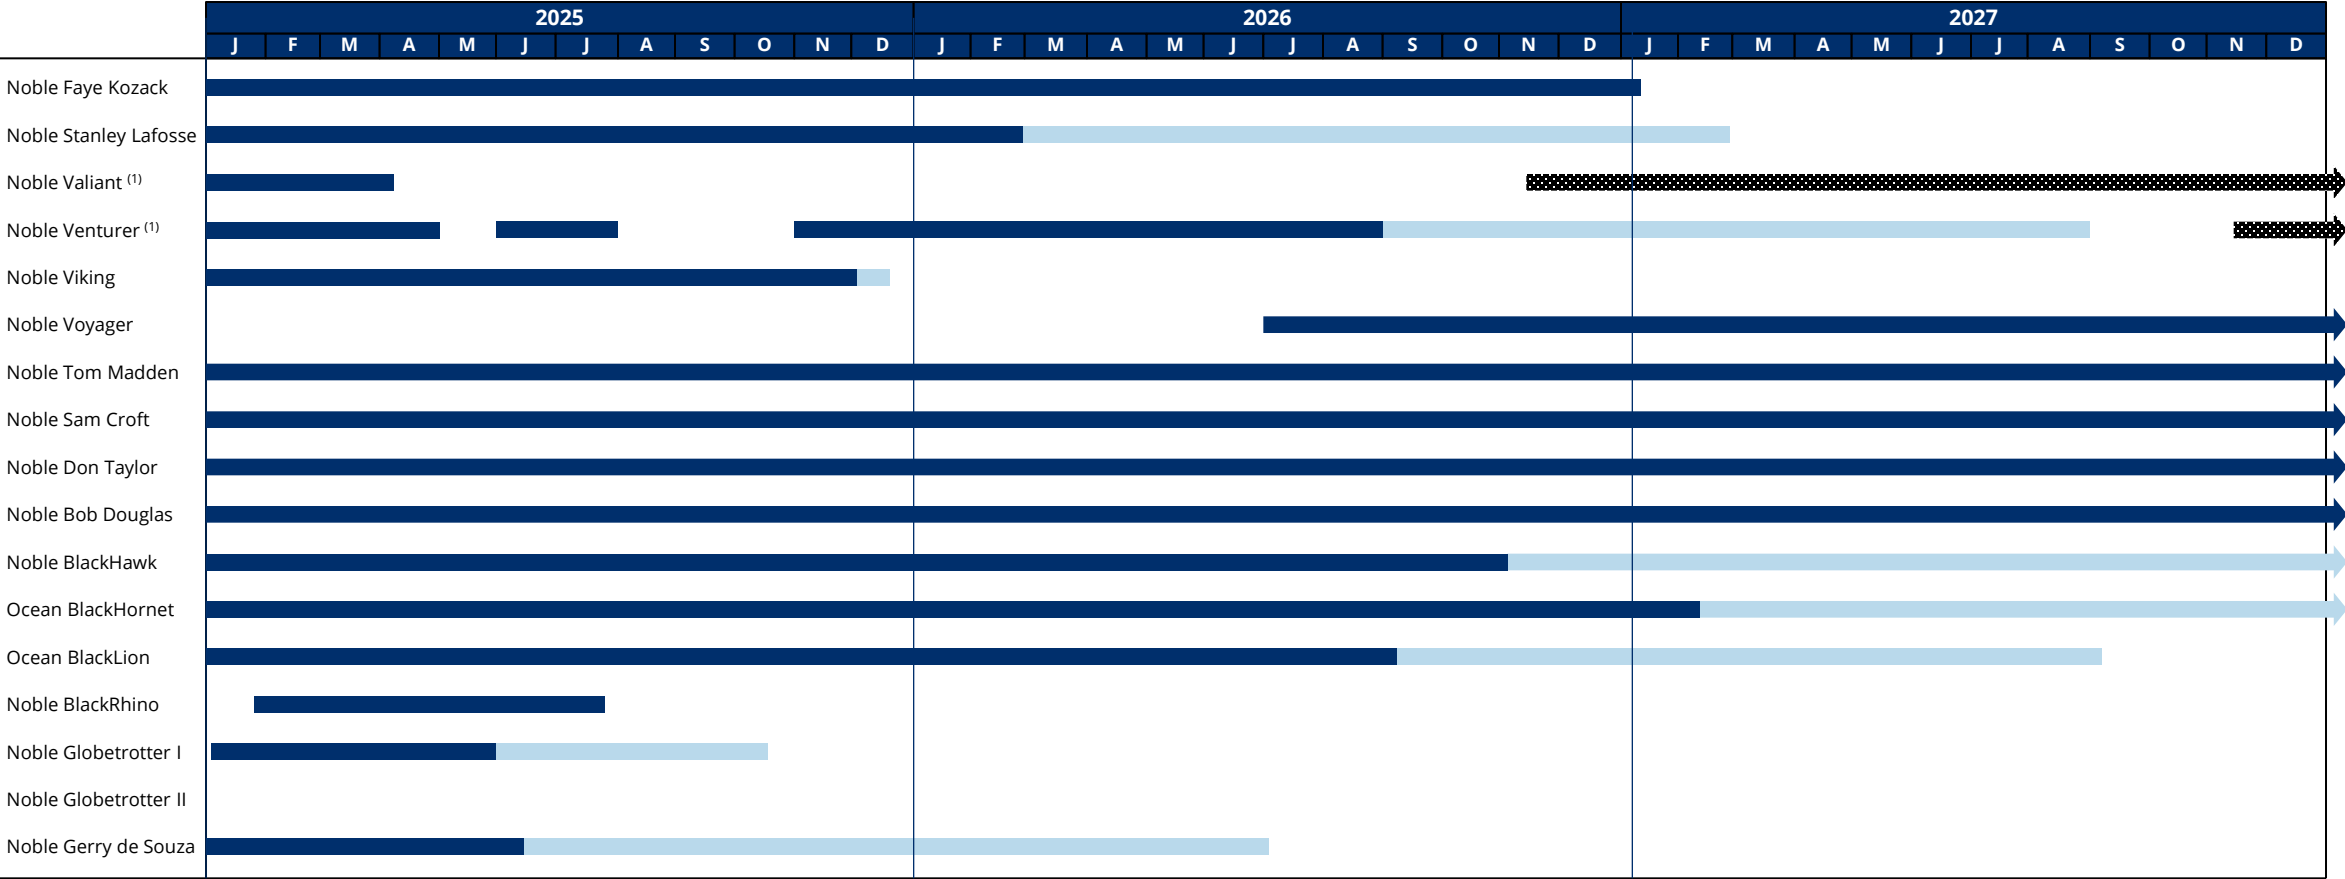 2025 2026 2027
J F M A M J J A S O N D J F M A M J J A S O N D J F M A M J J A S O N D
Noble Faye Kozack
Noble Stanley Lafosse
Noble Valiant (1)
Noble Venturer (1)
Noble Viking
Noble Voyager
Noble Tom Madden
Noble Sam Croft
Noble Don Taylor
Noble Bob Douglas
Noble BlackHawk
Ocean BlackHornet
Ocean BlackLion
Noble BlackRhino
Noble Globetrotter I
Noble Globetrotter II
Noble Gerry de Souza